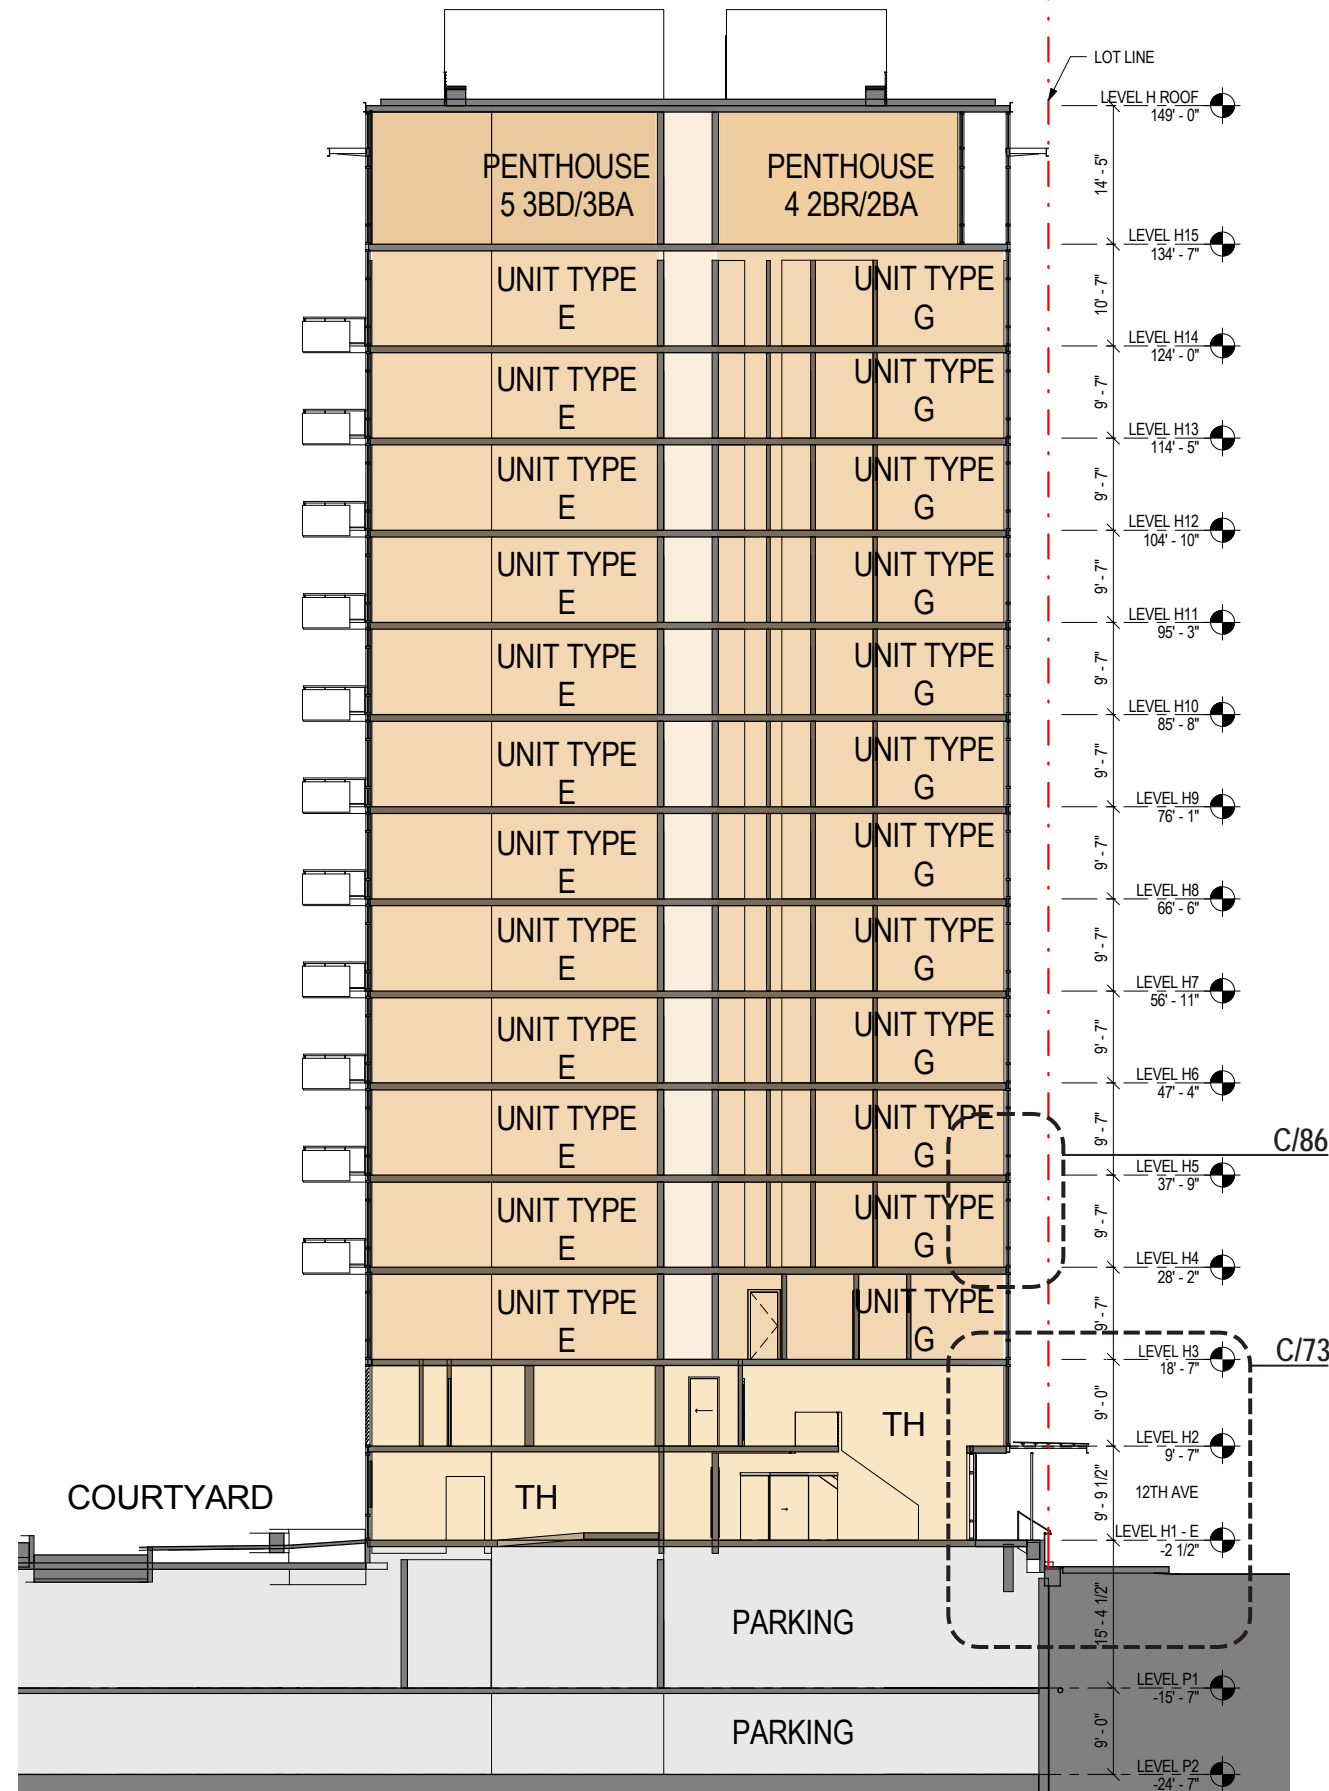 LOT LINE
LEVEL H ROOF
149' - 0"
14' - 5"
PENTHOUSE
5 3BD/3BA
PENTHOUSE
4 2BR/2BA
LEVEL H15
134' - 7"
10' - 7"
UNIT TYPE
E
UNIT TYPE
G
LEVEL H14
124' - 0"
9' - 7"
UNIT TYPE
E
UNIT TYPE
G
LEVEL H13
114' - 5"
9' - 7"
UNIT TYPE
E
UNIT TYPE
G
LEVEL H12
104' - 10"
9' - 7"
UNIT TYPE
E
UNIT TYPE
G
LEVEL H11
95' - 3"
9' - 7"
UNIT TYPE
E
UNIT TYPE
G
LEVEL H10
85' - 8"
9' - 7"
UNIT TYPE
E
UNIT TYPE
G
LEVEL H9
76' - 1"
9' - 7"
UNIT TYPE
E
UNIT TYPE
G
LEVEL H8
66' - 6"
9' - 7"
UNIT TYPE
E
UNIT TYPE
G
LEVEL H7
56' - 11"
9' - 7"
UNIT TYPE
E
UNIT TYPE
G
LEVEL H6
47' - 4"
9' - 7"
UNIT TYPE
E
UNIT TYPE
G
C/86
LEVEL H5
37' - 9"
9' - 7"
UNIT TYPE
E
UNIT TYPE
G
LEVEL H4
28' - 2"
9' - 7"
UNIT TYPE
E
UNIT TYPE
G
C/73
LEVEL H3
18' - 7"
9' - 0"
TH
LEVEL H2
9' - 7"
9' - 9 1/2"
12TH AVE
COURTYARD
TH
LEVEL H1 - E
-2 1/2"
15' - 4 1/2"
PARKING
LEVEL P1
-15' - 7"
9' - 0"
PARKING
LEVEL P2
-24' - 7"